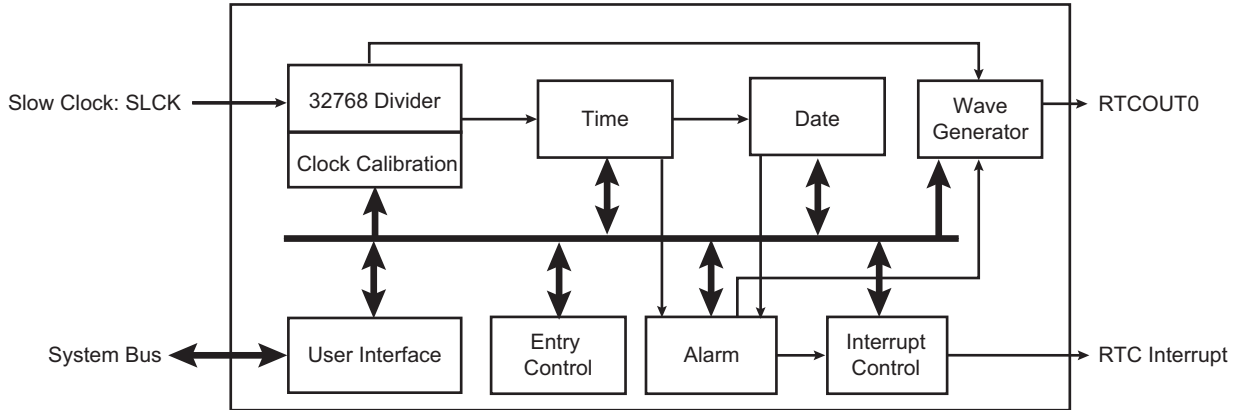 Slow Clock: SLCK
32768 Divider
Clock Calibration
Time
Date
Wave
Generator
RTCOUT0
System Bus
User Interface
Entry
Control
Alarm
Interrupt
Control
RTC Interrupt